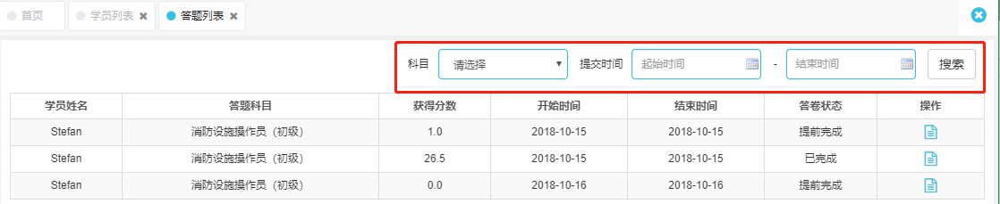 首页 学员列表 答题列表
科目 请选择 提交时间 起始时间 - 结束时间 搜索
学员姓名 答题科目 获得分数 开始时间 结束时间 答卷状态 操作
Stefan 消防设施操作员（初级） 1.0 2018-10-15 2018-10-15 提前完成
Stefan 消防设施操作员（初级） 26.5 2018-10-15 2018-10-15 已完成
Stefan 消防设施操作员（初级） 0.0 2018-10-16 2018-10-16 提前完成